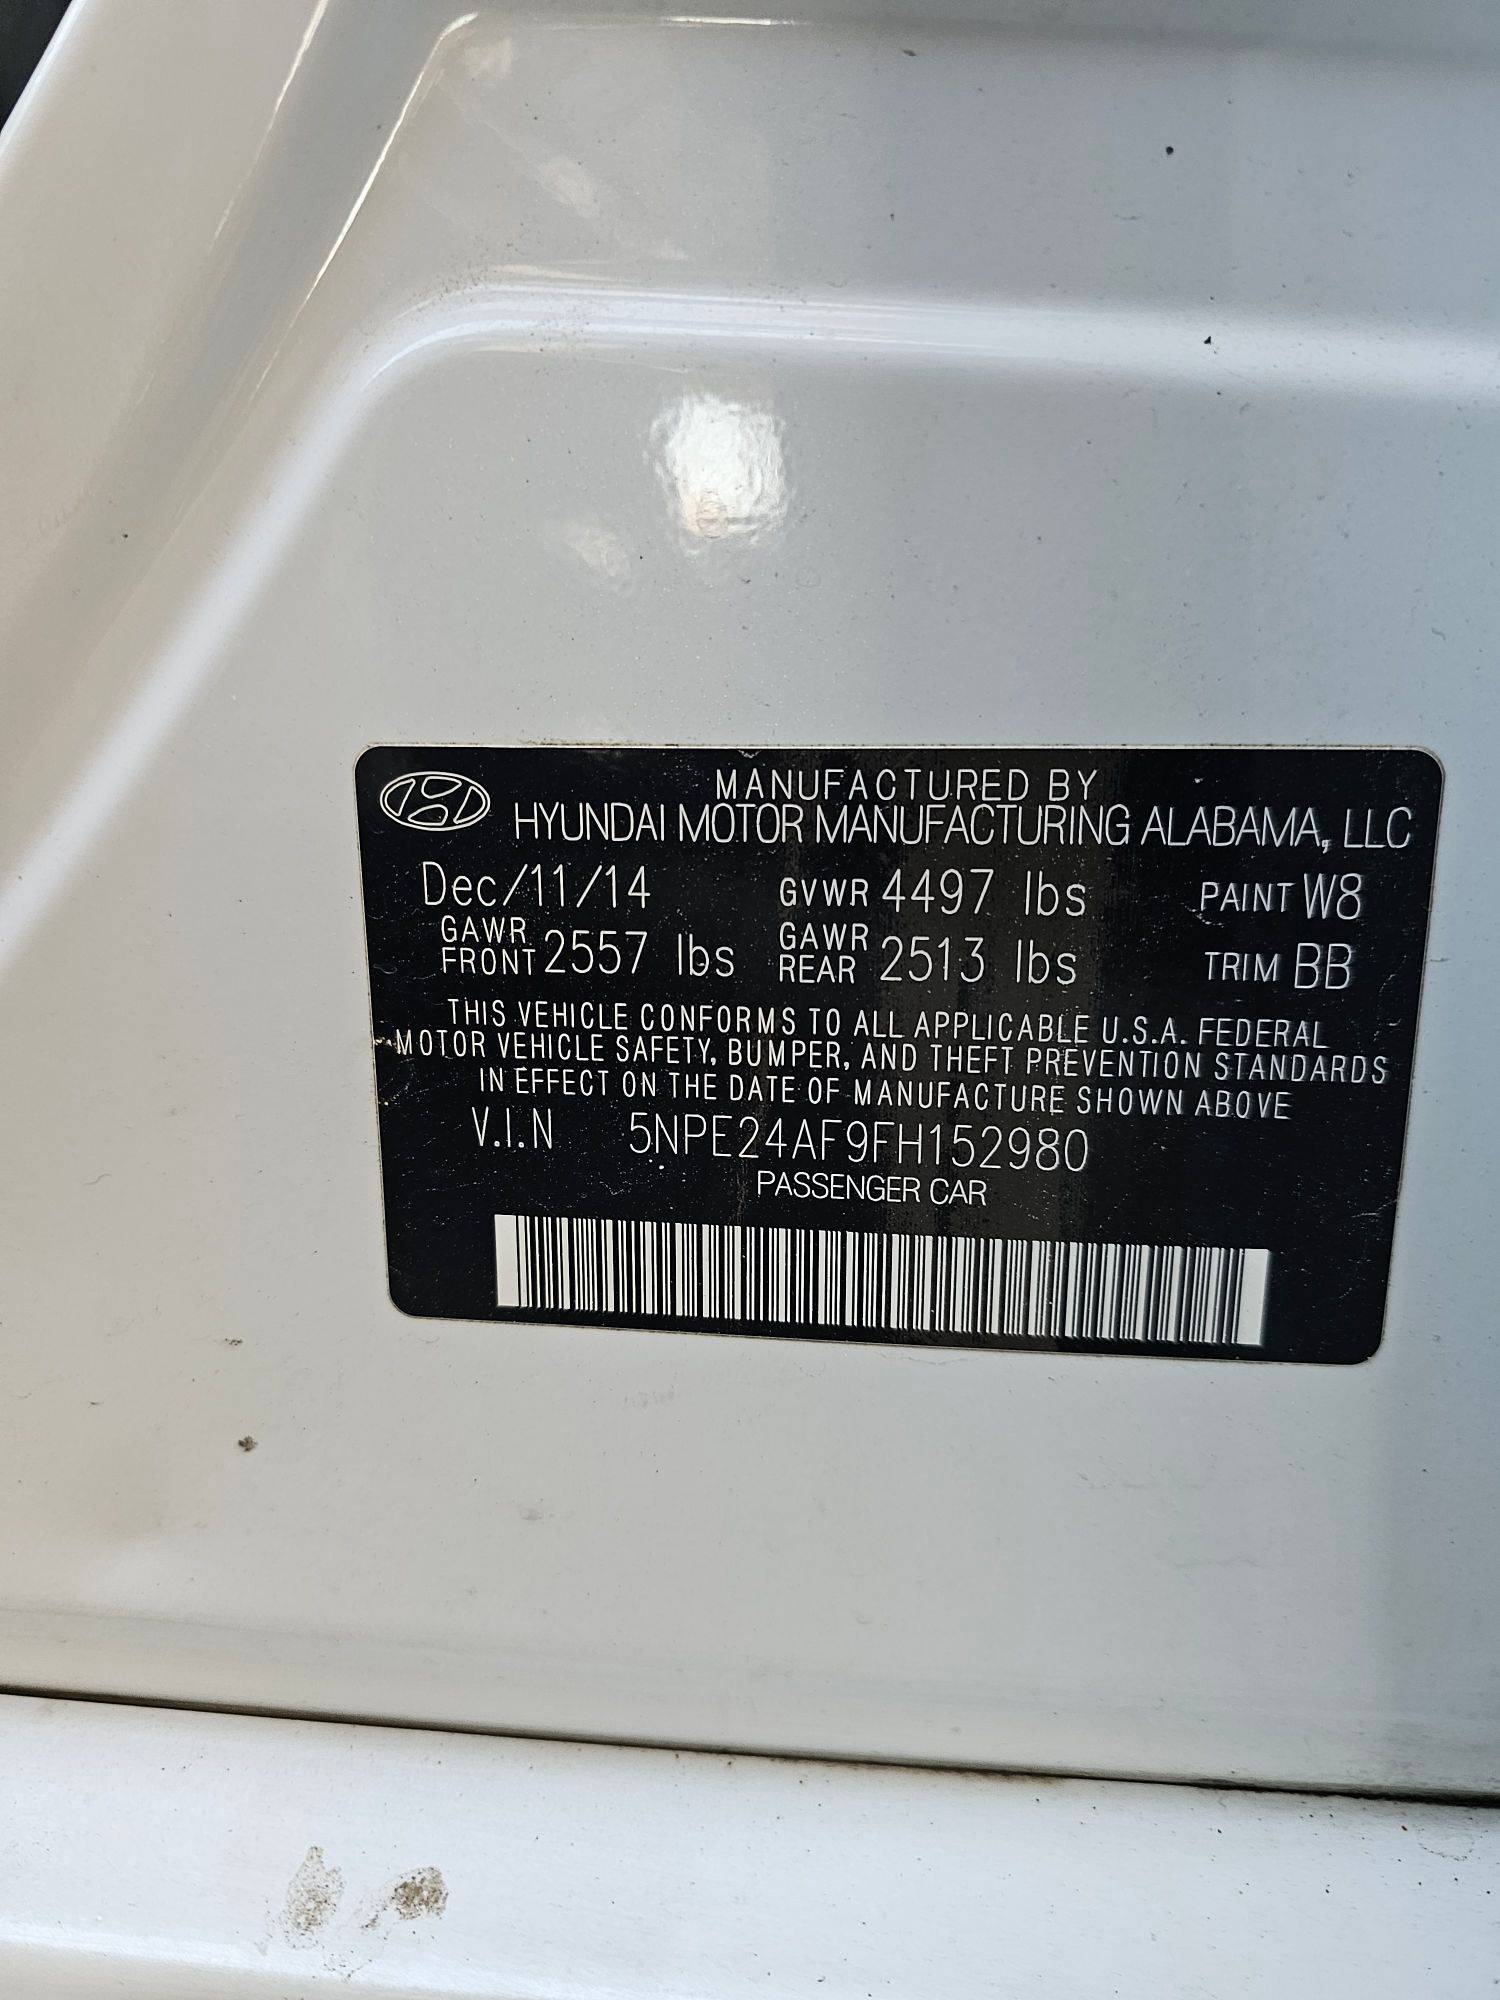 MANUFACTURED BY
HYUNDAI MOTOR MANUFACTURING ALABAMA, LLC
Dec/11/14 GVWR 4497 lbs PAINT W8
GAWR FRONT 2557 lbs GAWR REAR 2513 lbs TRIM BB
THIS VEHICLE CONFORMS TO ALL APPLICABLE U.S.A. FEDERAL
MOTOR VEHICLE SAFETY, BUMPER, AND THEFT PREVENTION STANDARDS
IN EFFECT ON THE DATE OF MANUFACTURE SHOWN ABOVE
V.I.N 5NPE24AF9FH152980
PASSENGER CAR